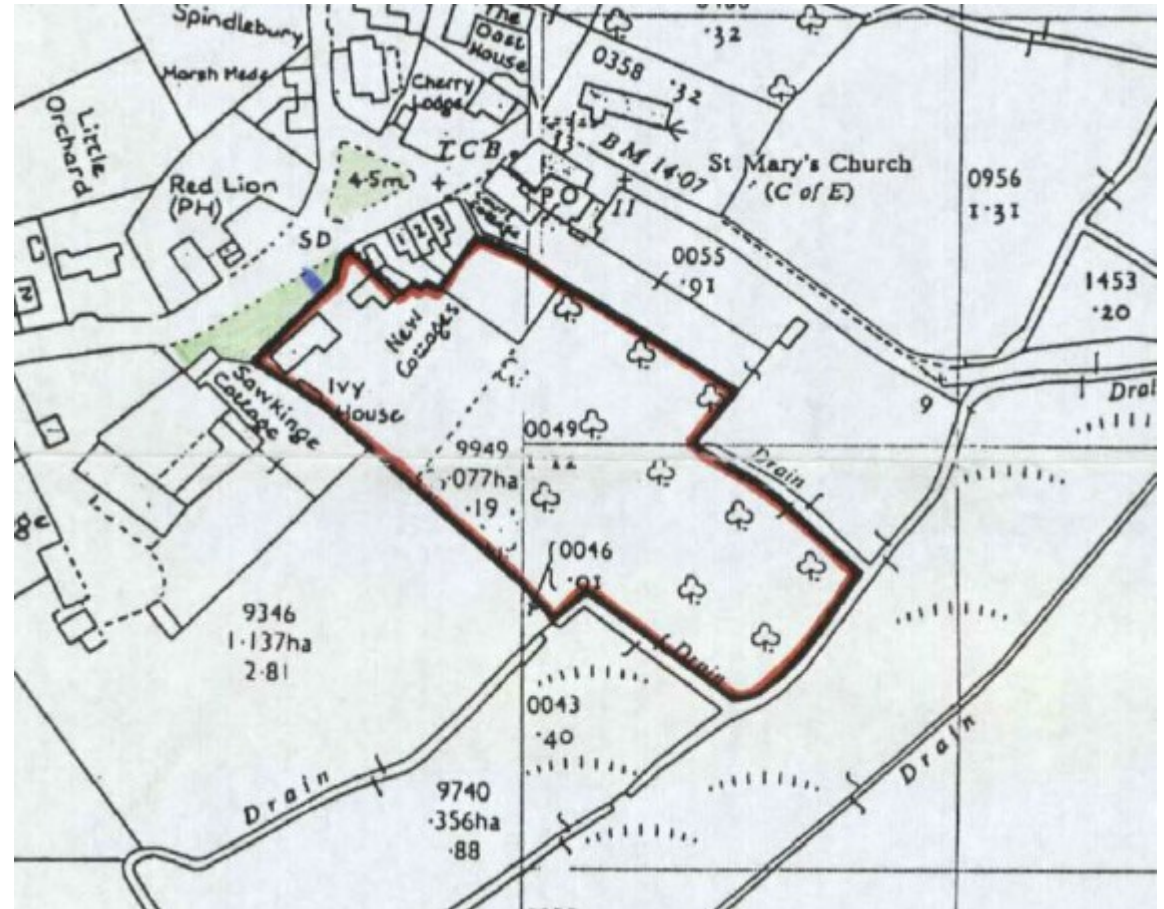 Spindlebury
The
Oast
House
.32
Marsh Mede
Cherry
Lodge
0358
.32
Little
Orchard
T C B
13
B M 14.07
St Mary's Church
(C of E)
0956
1.31
Red Lion
(PH)
4.5m
P O
11
SD
1
2
3
0055
.91
1453
.20
New
Cottages
Ivy
House
Sawkinge
Cottage
9
Drain
0049
9949
.077ha
.19
Drain
0046
.01
9346
1.137ha
2.81
Drain
0043
.40
Drain
Drain
9740
.356ha
.88